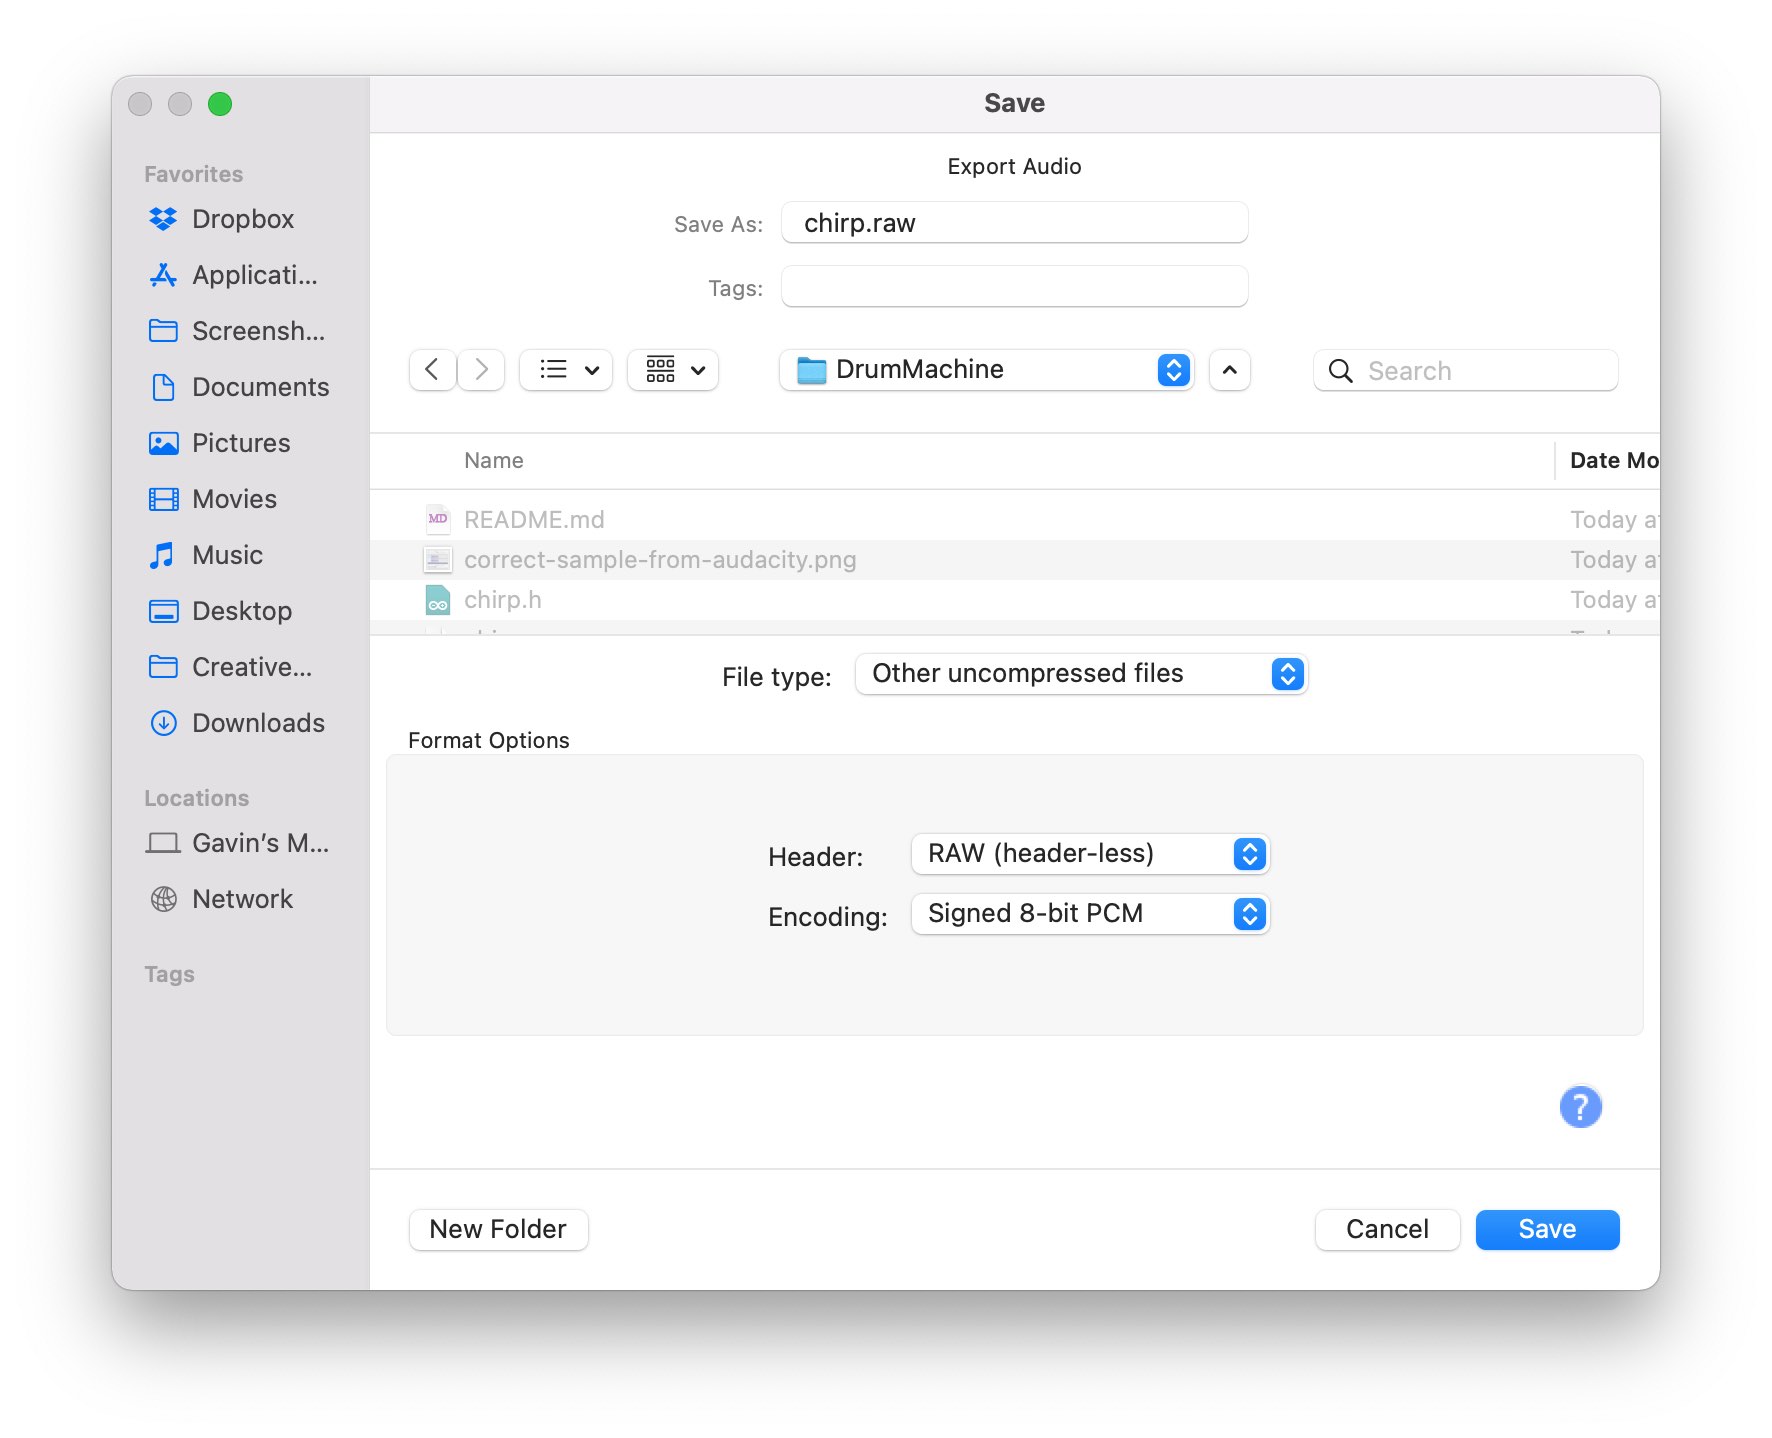 Save
Favorites
Dropbox
Applicati...
Screensh...
Documents
Pictures
Movies
Music
Desktop
Creative...
Downloads
Locations
Gavin's M...
Network
Tags
Export Audio
Save As: chirp.raw
Tags:
DrumMachine
Search
Name Date Mo
MD README.md Today a
correct-sample-from-audacity.png Today a
chirp.h Today a
File type: Other uncompressed files
Format Options
Header: RAW (header-less)
Encoding: Signed 8-bit PCM
?
New Folder Cancel Save